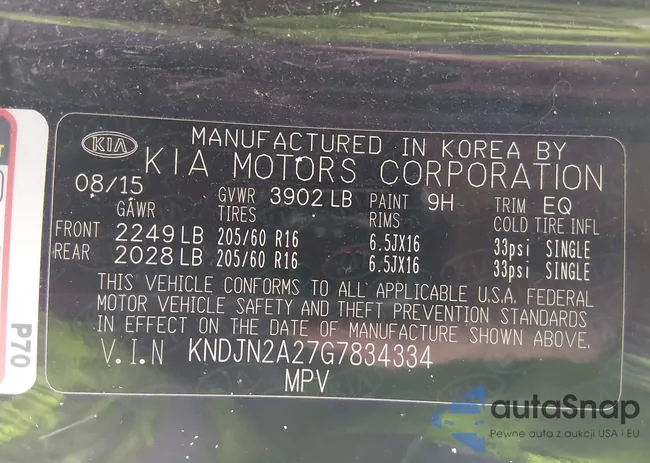 KIA
MANUFACTURED IN KOREA BY
KIA MOTORS CORPORATION
08/15 GVWR 3902 LB PAINT 9H TRIM EQ
GAWR TIRES RIMS COLD TIRE INFL
FRONT 2249 LB 205/60 R16 6.5JX16 33psi SINGLE
REAR 2028 LB 205/60 R16 6.5JX16 33psi SINGLE
THIS VEHICLE CONFORMS TO ALL APPLICABLE U.S.A. FEDERAL
MOTOR VEHICLE SAFETY AND THEFT PREVENTION STANDARDS
IN EFFECT ON THE DATE OF MANUFACTURE SHOWN ABOVE.
V.I.N KNDJN2A27G7834334
MPV
P70
autoSnap
Pewne auta z aukcji USA i EU